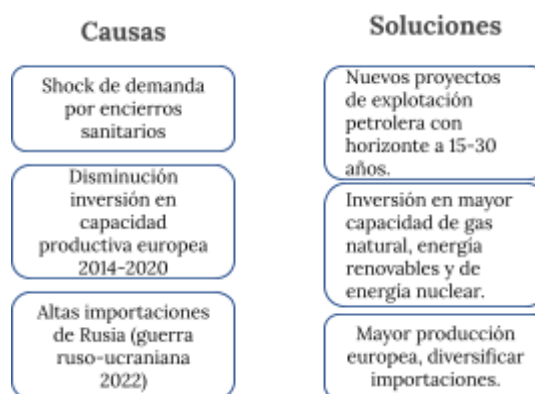 Causas
Shock de demanda
por encierros
sanitarios
Disminución
inversión en
capacidad
productiva europea
2014-2020
Altas importaciones
de Rusia (guerra
ruso-ucraniana
2022)
Soluciones
Nuevos proyectos
de explotación
petrolera con
horizonte a 15-30
años.
Inversión en mayor
capacidad de gas
natural, energía
renovables y de
energía nuclear.
Mayor producción
europea, diversificar
importaciones.